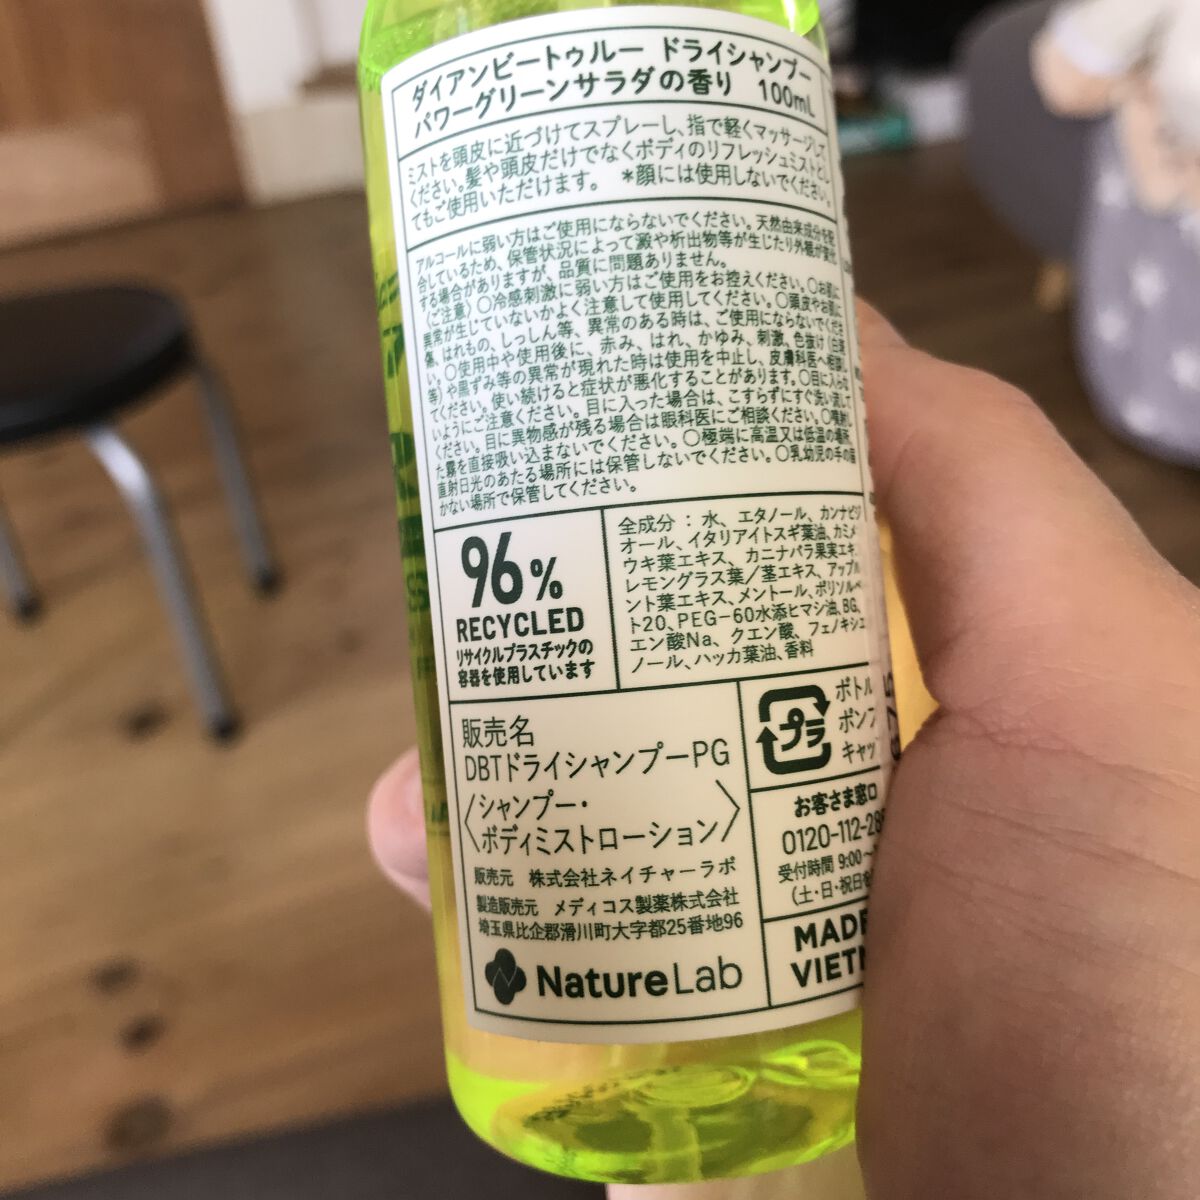 ダイアンビートゥルー ドライシャンプー
パワーグリーンサラダの香り 100mL
ミストを頭皮に近づけてスプレーし、指で軽くマッサージして
ください。髪や頭皮だけでなくボディのリフレッシュミストとし
てもご使用いただけます。 *顔には使用しないでください。
アルコールに弱い方はご使用にならないでください。天然由来成分を配
合しているため、保管状況によって澱や析出物等が生じたり外観が変化
する場合がありますが、品質に問題ありません。
〈ご注意〉○冷感刺激に弱い方はご使用をお控えください。○お肌に
異常が生じていないかよく注意して使用してください。○頭皮やお肌に
傷、はれもの、しっしん等、異常のある時は、ご使用にならないでくださ
い。○使用中や使用後に、赤み、はれ、かゆみ、刺激、色抜け(白斑
等)や黒ずみ等の異常が現れた時は使用を中止し、皮膚科医へ相談し
てください。使い続けると症状が悪化することがあります。○目に入らな
いようにご注意ください。目に入った場合は、こすらずにすぐ洗い流して
ください。目に異物感が残る場合は眼科医にご相談ください。○噴射し
た霧を直接吸い込まないでください。○極端に高温又は低温の場所、
直射日光のあたる場所には保管しないでください。○乳幼児の手の届
かない場所で保管してください。
96%
RECYCLED
リサイクルプラスチックの
容器を使用しています
全成分:水、エタノール、カンナビジ
オール、イタリアイトスギ葉油、カミメ
ウキ葉エキス、カニナバラ果実エキ
レモングラス葉/茎エキス、アップル
ント葉エキス、メントール、ポリソルベ
ト20、PEG-60水添ヒマシ油、BG、
エン酸Na、クエン酸、フェノキシエ
ノール、ハッカ葉油、香料
販売名
DBTドライシャンプーPG
〈シャンプー・
ボディミストローション〉
販売元 株式会社ネイチャーラボ
製造販売元 メディコス製薬株式会社
埼玉県比企郡滑川町大字都25番地96
NatureLab
プラ
ボトル
ポンプ
キャッ
お客さま窓口
0120-112-28
受付時間 9:00~
(土・日・祝日を
MADE
VIETN